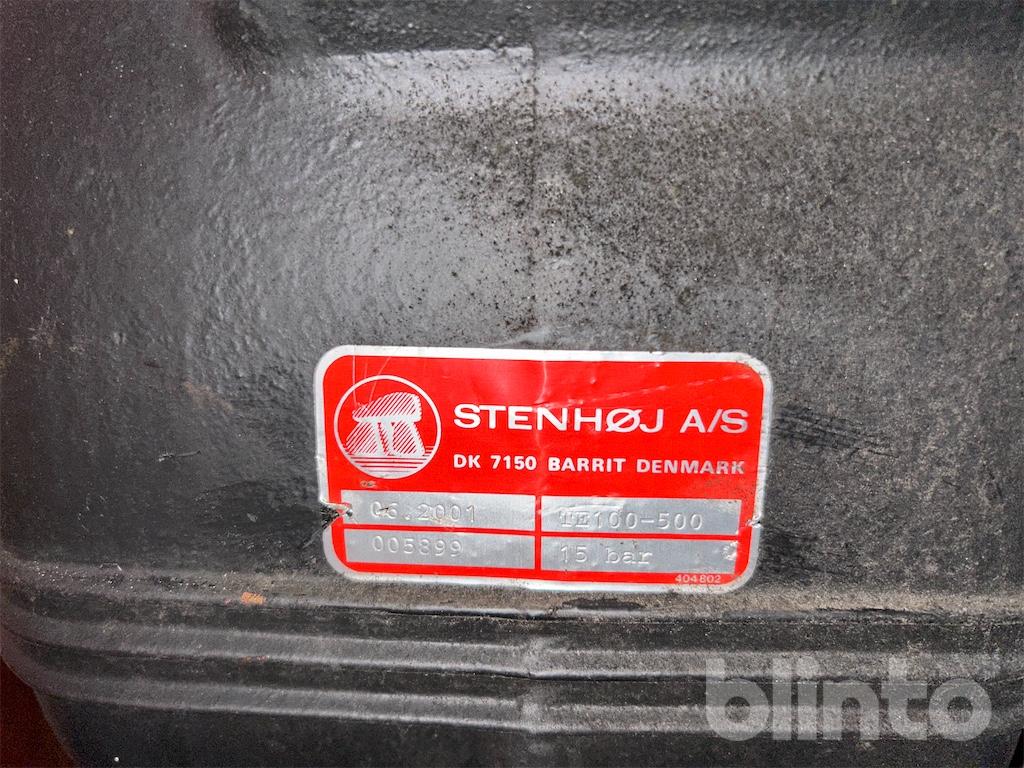 STENHØJ A/S
DK 7150 BARRIT DENMARK
06.2001 TE100-500
005899 15 bar
404802
blinto